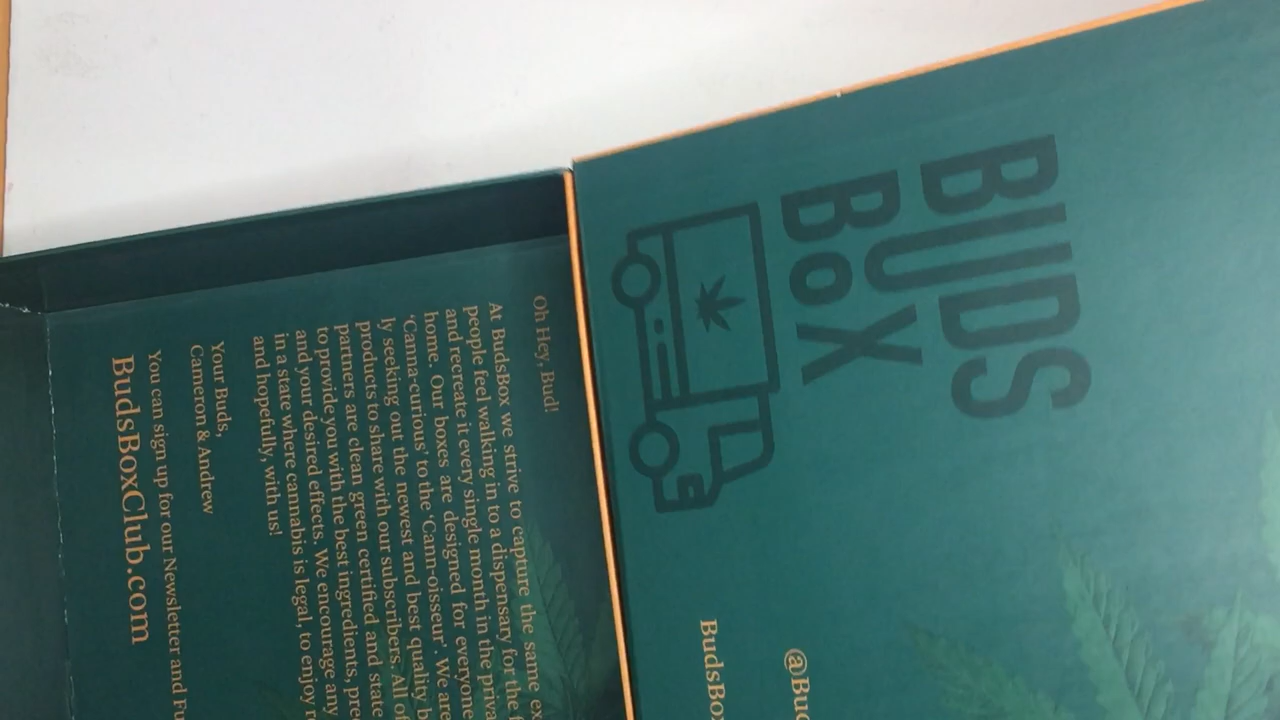 BUDS
BoX
@Buc
BudsBox
Oh Hey, Bud!
At BudsBox we strive to capture the same ex
people feel walking in to a dispensary for the f
and recreate it every single month in the priva
home. Our boxes are designed for everyone
'Canna-curious' to the 'Cann-oisseur'. We are
ly seeking out the newest and best quality b
products to share with our subscribers. All of
partners are clean green certified and state
to provide you with the best ingredients, pre
and your desired effects. We encourage any
in a state where cannabis is legal, to enjoy r
and hopefully, with us!
Your Buds,
Cameron & Andrew
You can sign up for our Newsletter and Fu
BudsBoxClub.com